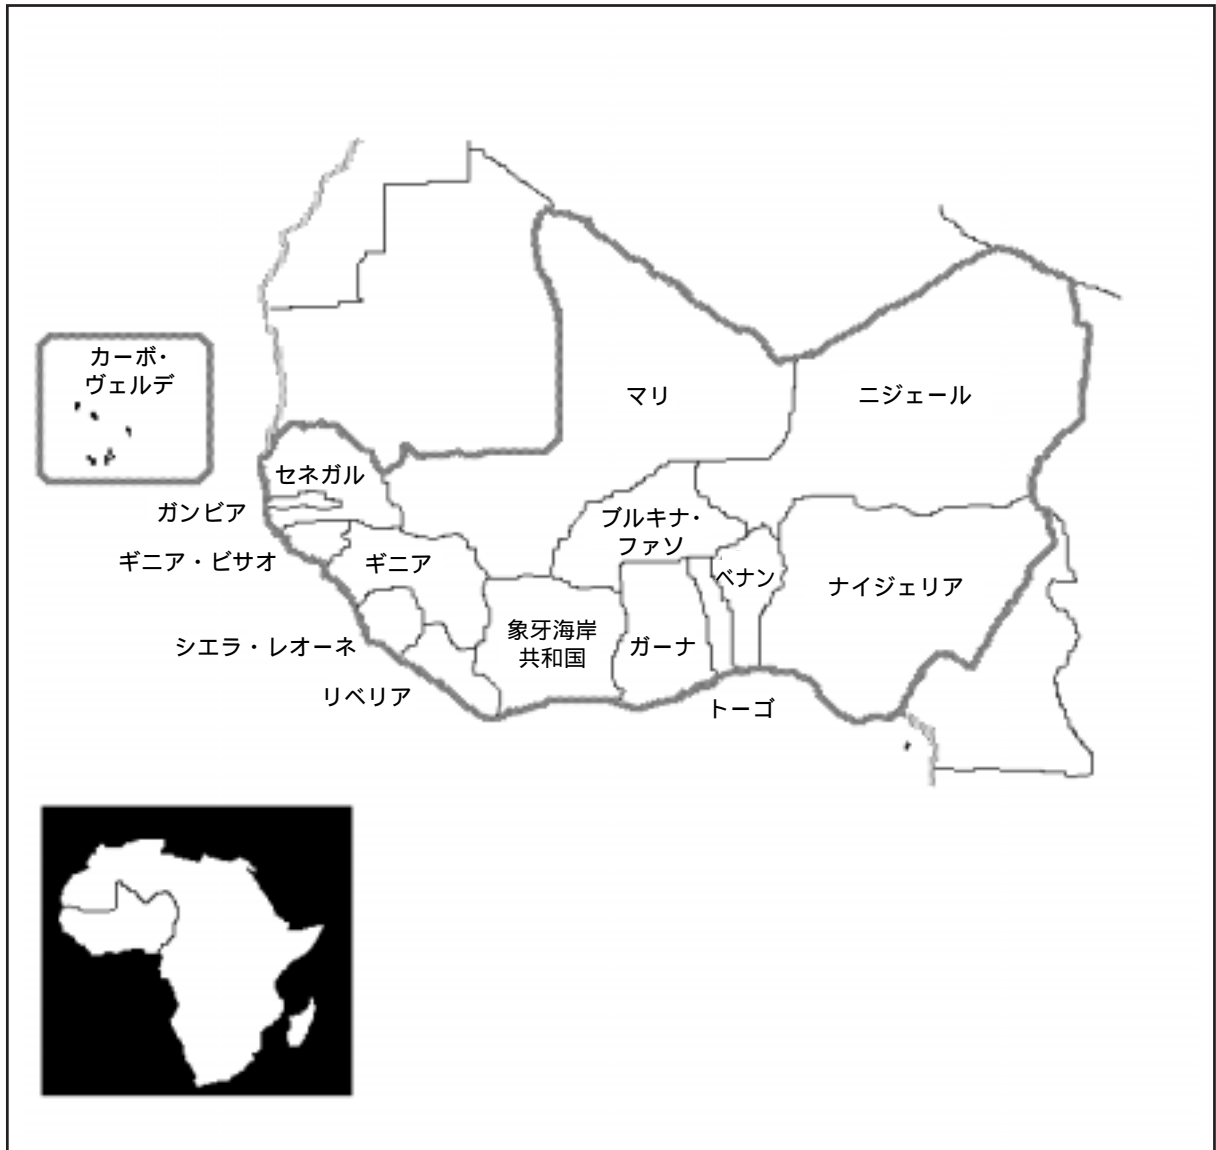 カーボ・
ヴェルデ
マリ
ニジェール
セネガル
ガンビア
ブルキナ・
ファソ
ギニア・ビサオ
ギニア
ベナン
ナイジェリア
シエラ・レオーネ
象牙海岸
共和国
ガーナ
リベリア
トーゴ